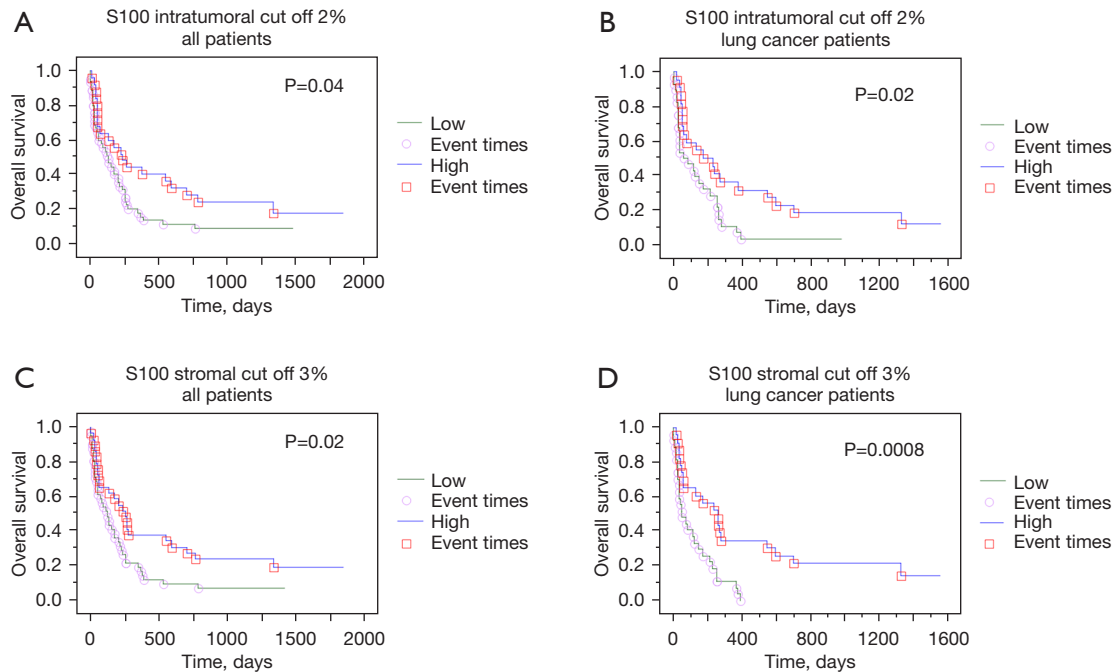 A
S100 intratumoral cut off 2%
all patients
P=0.04
Overall survival
1.0
0.8
0.6
0.4
0.2
0.0
0
500
1000
1500
2000
Time, days
Low
Event times
High
Event times
B
S100 intratumoral cut off 2%
lung cancer patients
P=0.02
Overall survival
1.0
0.8
0.6
0.4
0.2
0.0
0
400
800
1200
1600
Time, days
Low
Event times
High
Event times
C
S100 stromal cut off 3%
all patients
P=0.02
Overall survival
1.0
0.8
0.6
0.4
0.2
0.0
0
500
1000
1500
2000
Time, days
Low
Event times
High
Event times
D
S100 stromal cut off 3%
lung cancer patients
P=0.0008
Overall survival
1.0
0.8
0.6
0.4
0.2
0.0
0
400
800
1200
1600
Time, days
Low
Event times
High
Event times